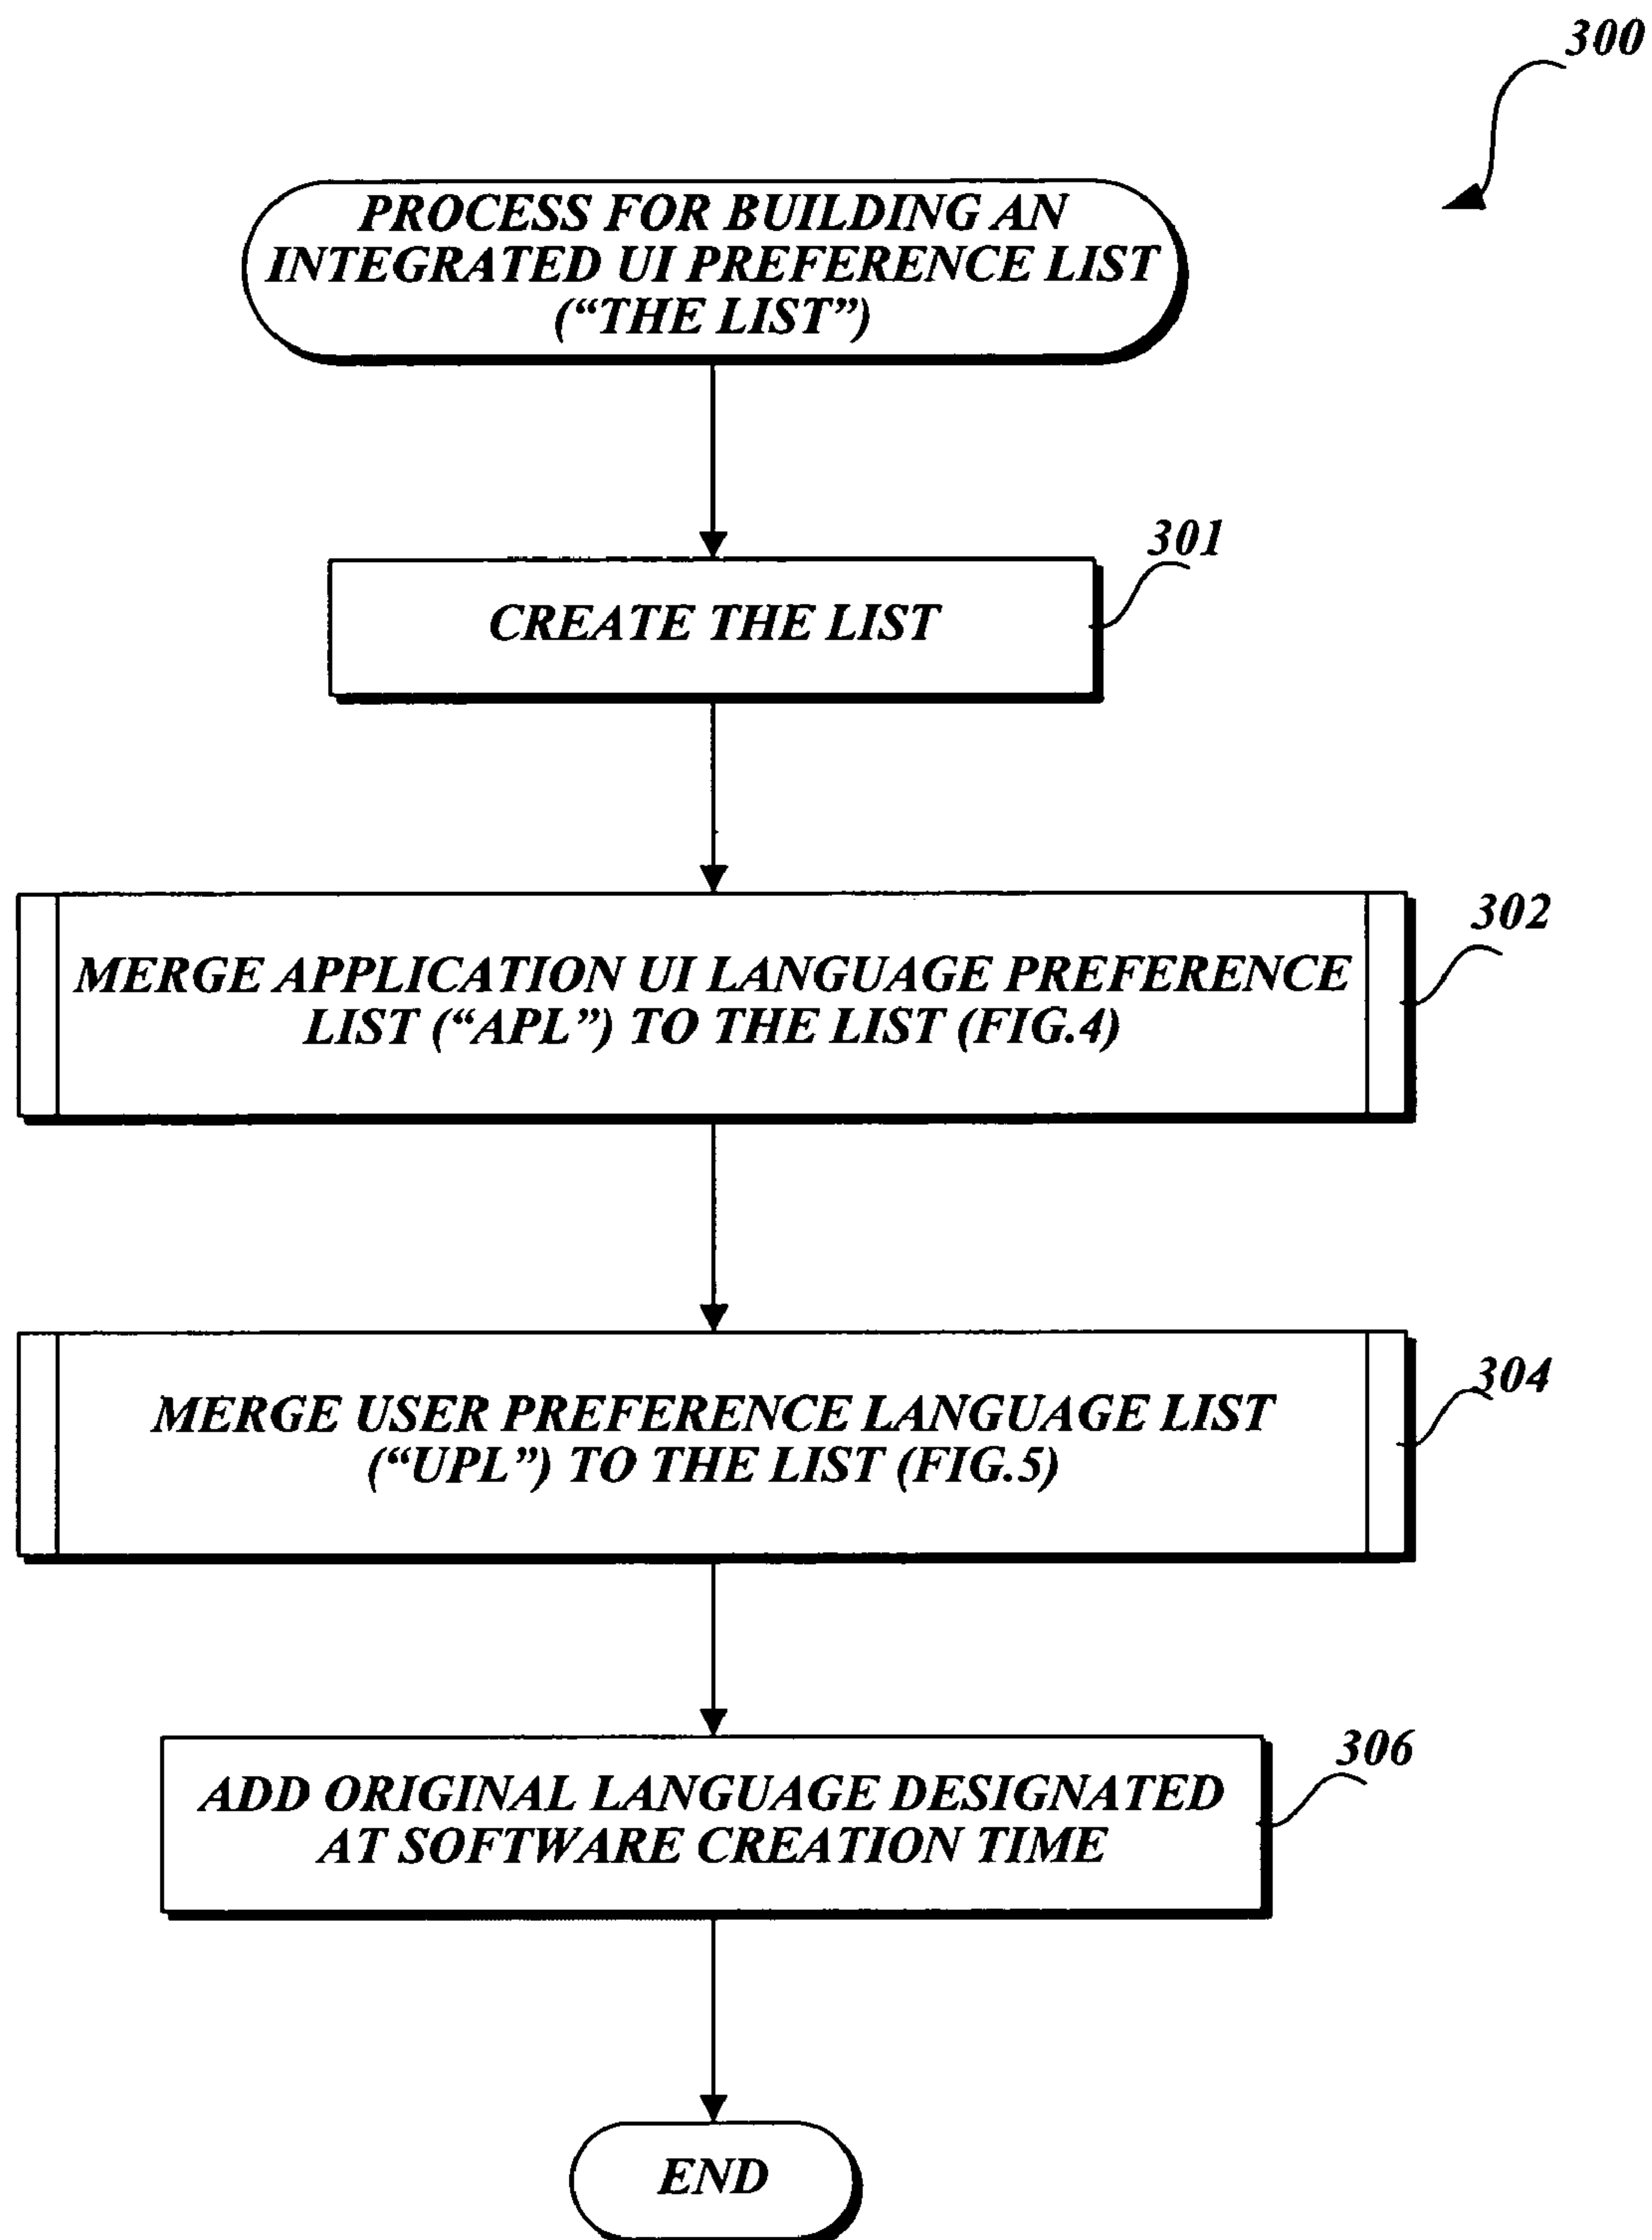 300
PROCESS FOR BUILDING AN
INTEGRATED UI PREFERENCE LIST
(“THE LIST”)
301
CREATE THE LIST
302
MERGE APPLICATION UI LANGUAGE PREFERENCE
LIST (“APL”) TO THE LIST (FIG.4)
304
MERGE USER PREFERENCE LANGUAGE LIST
(“UPL”) TO THE LIST (FIG.5)
306
ADD ORIGINAL LANGUAGE DESIGNATED
AT SOFTWARE CREATION TIME
END